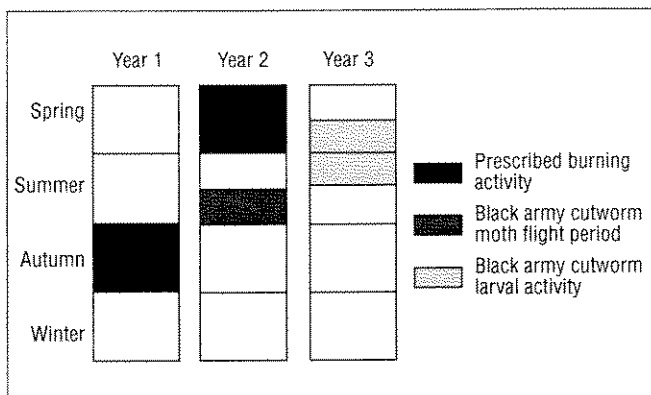 Year 1 Year 2 Year 3
Spring
Summer
Autumn
Winter
Prescribed burning
activity
Black army cutworm
moth flight period
Black army cutworm
larval activity